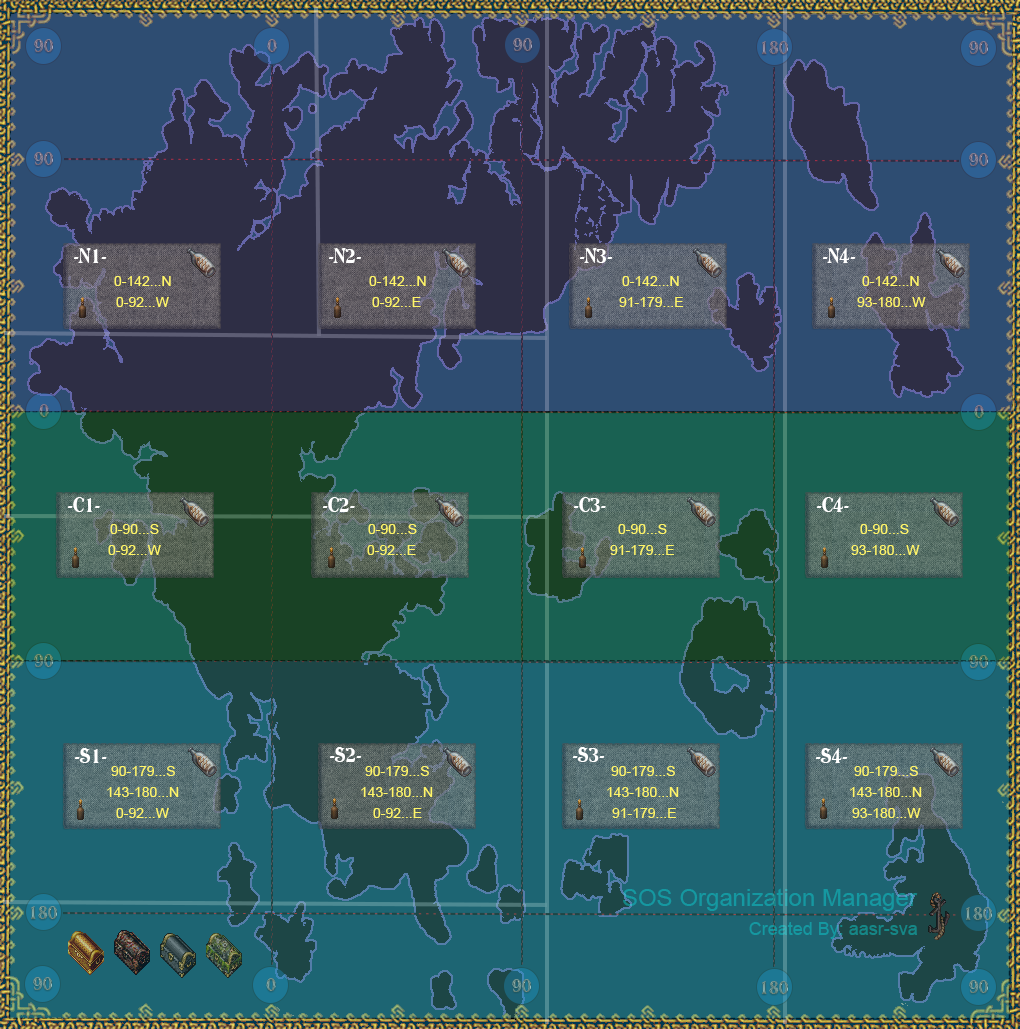 90 0 90 180 90
90 90
-N1-
0-142...N
0-92...W
-N2-
0-142...N
0-92...E
-N3-
0-142...N
91-179...E
-N4-
0-142...N
93-180...W
0 0
-C1-
0-90...S
0-92...W
-C2-
0-90...S
0-92...E
-C3-
0-90...S
91-179...E
-C4-
0-90...S
93-180...W
90 90
-S1-
90-179...S
143-180...N
0-92...W
-S2-
90-179...S
143-180...N
0-92...E
-S3-
90-179...S
143-180...N
91-179...E
-S4-
90-179...S
143-180...N
93-180...W
SOS Organization Manager
180 180
Created By aasr-sva
90 0 90 180 90